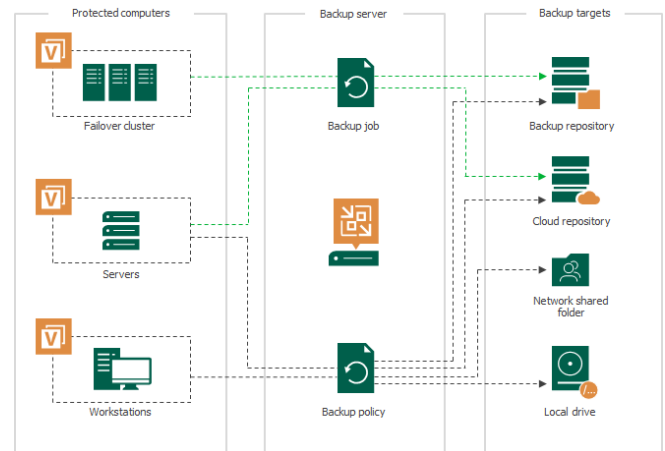 Protected computers
Backup server
Backup targets
V
Failover cluster
Backup job
Backup repository
V
Servers
Cloud repository
Network shared
folder
V
Workstations
Backup policy
/...
Local drive